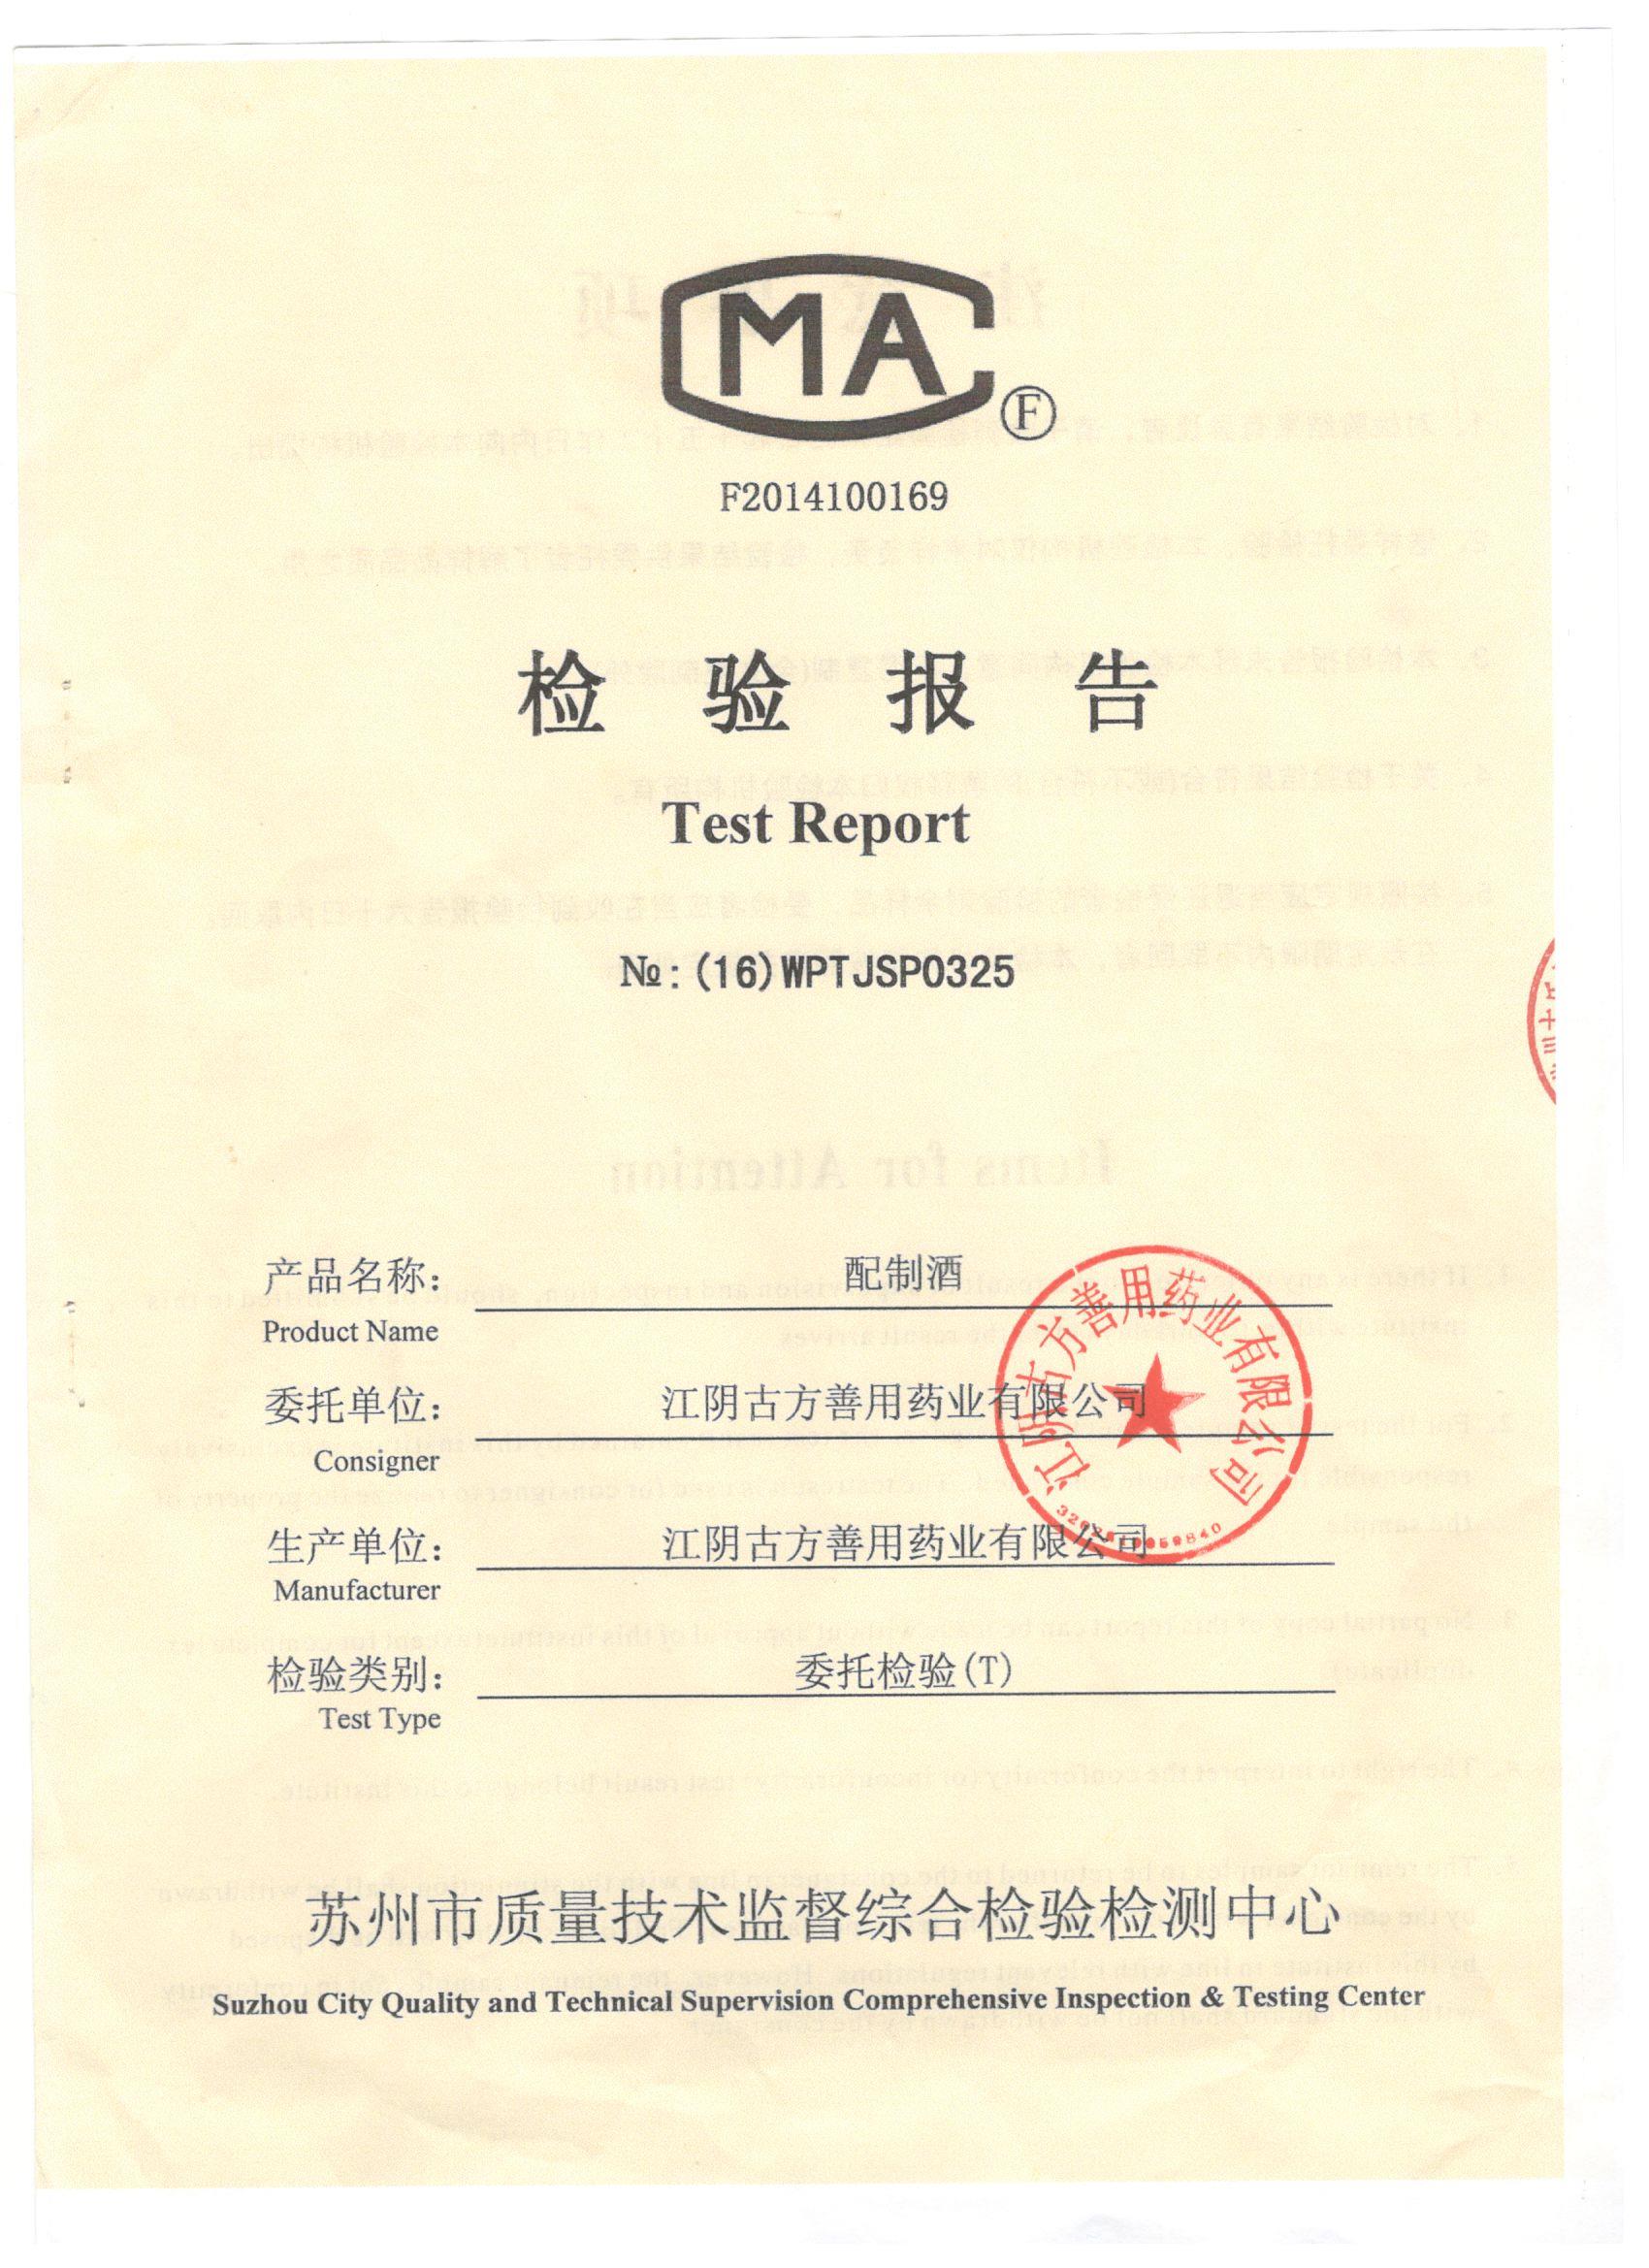 MA
F
F2014100169
检验报告
Test Report
№:(16)WPTJSP0325
产品名称: 配制酒
Product Name
委托单位: 江阴古方善用药业有限公司
Consigner
生产单位: 江阴古方善用药业有限公司
Manufacturer
检验类别: 委托检验(T)
Test Type
江阴古方善用药业有限公司
苏州市质量技术监督综合检验检测中心
Suzhou City Quality and Technical Supervision Comprehensive Inspection & Testing Center